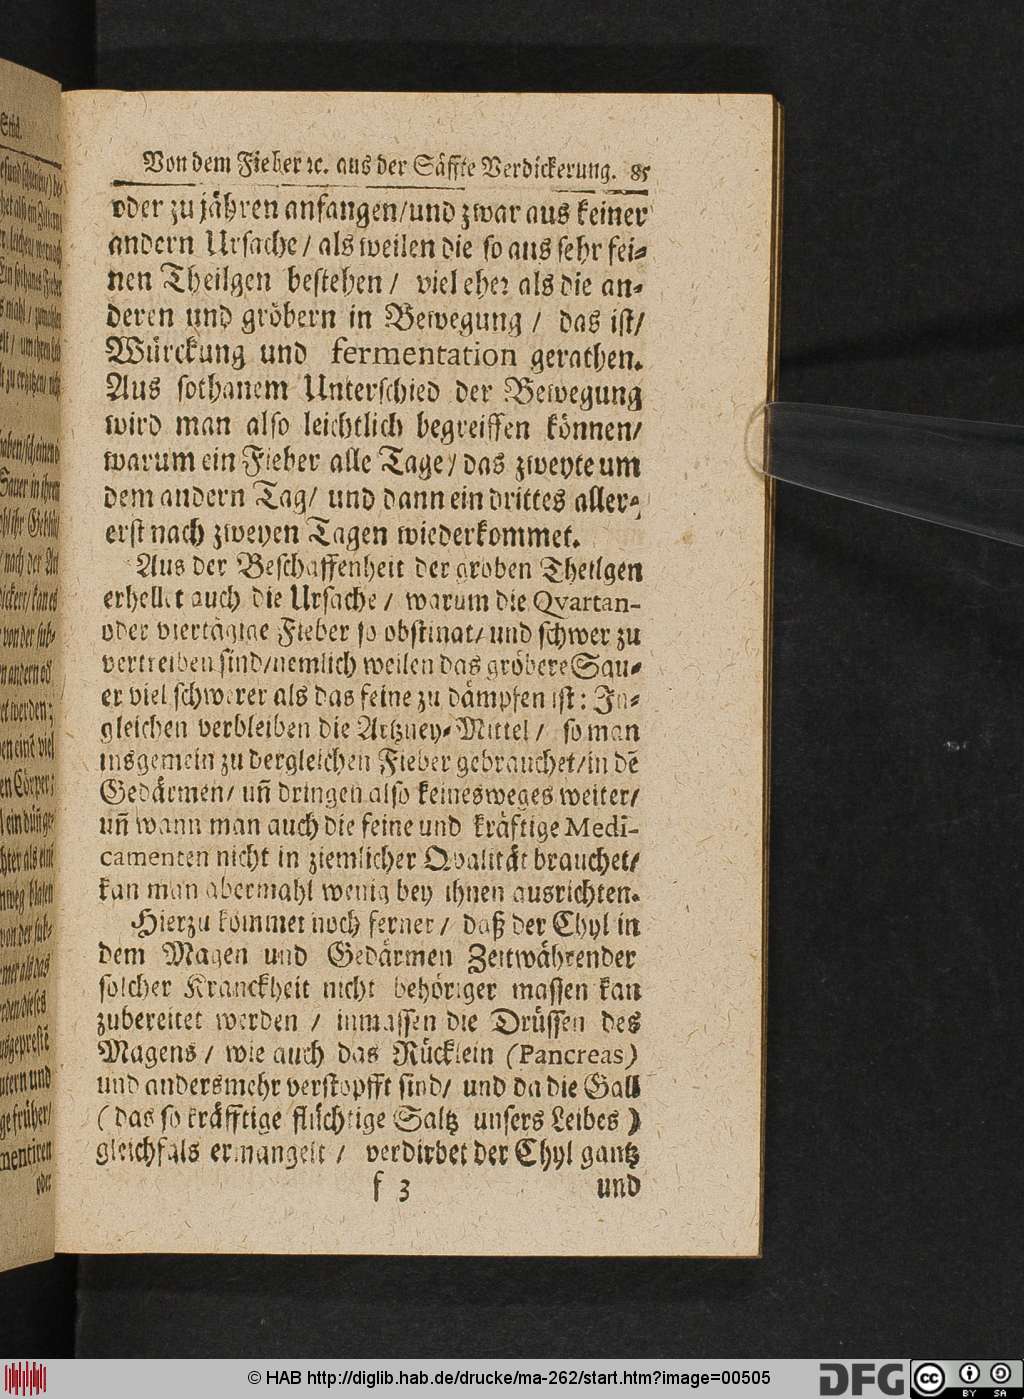 Von dem Fieber ꝛc. aus der Säffte Verdickerung. 85
oder zu jähren anfangen/und zwar aus keiner
andern Ursache/ als weilen die so aus sehr fei-
nen Theilgen bestehen/ viel eher als die an-
deren und gröbern in Bewegung/ das ist/
Würckung und fermentation gerathen.
Aus sothanem Unterschied der Bewegung
wird man also leichtlich begreiffen können/
warum ein Fieber alle Tage/ das zweyte um
dem andern Tag/ und dann ein drittes aller-
erst nach zweyen Tagen wiederkommet.
Aus der Beschaffenheit der groben Theilgen
erhellet auch die Ursache/ warum die Qvartan-
oder viertägige Fieber so obstinat/und schwer zu
vertreiben sind/nemlich weilen das gröbere Sau-
er viel schwerer als das feine zu dämpfen ist: In-
gleichen verbleiben die Artzney-Mittel/ so man
insgemein zu dergleichen Fieber gebrauchet/in dē
Gedärmen/ uñ dringen also keinesweges weiter/
uñ wann man auch die feine und kräftige Medi-
camenten nicht in ziemlicher Qvalität brauchet/
kan man abermahl wenig bey ihnen ausrichten.
Hierzu kommet noch ferner/ daß der Chyl in
dem Magen und Gedärmen Zeitwährender
solcher Kranckheit nicht behöriger massen kan
zubereitet werden/ inmassen die Drüssen des
Magens/ wie auch das Rücklein (Pancreas)
und andersmehr verstopfft sind/ und da die Gall
(das so kräfftige flüchtige Saltz unsers Leibes)
gleichfals ermangelt/ verdirbet der Chyl gantz
f 3 und
© HAB http://diglib.hab.de/drucke/ma-262/start.htm?image=00505
DFG
cc BY SA